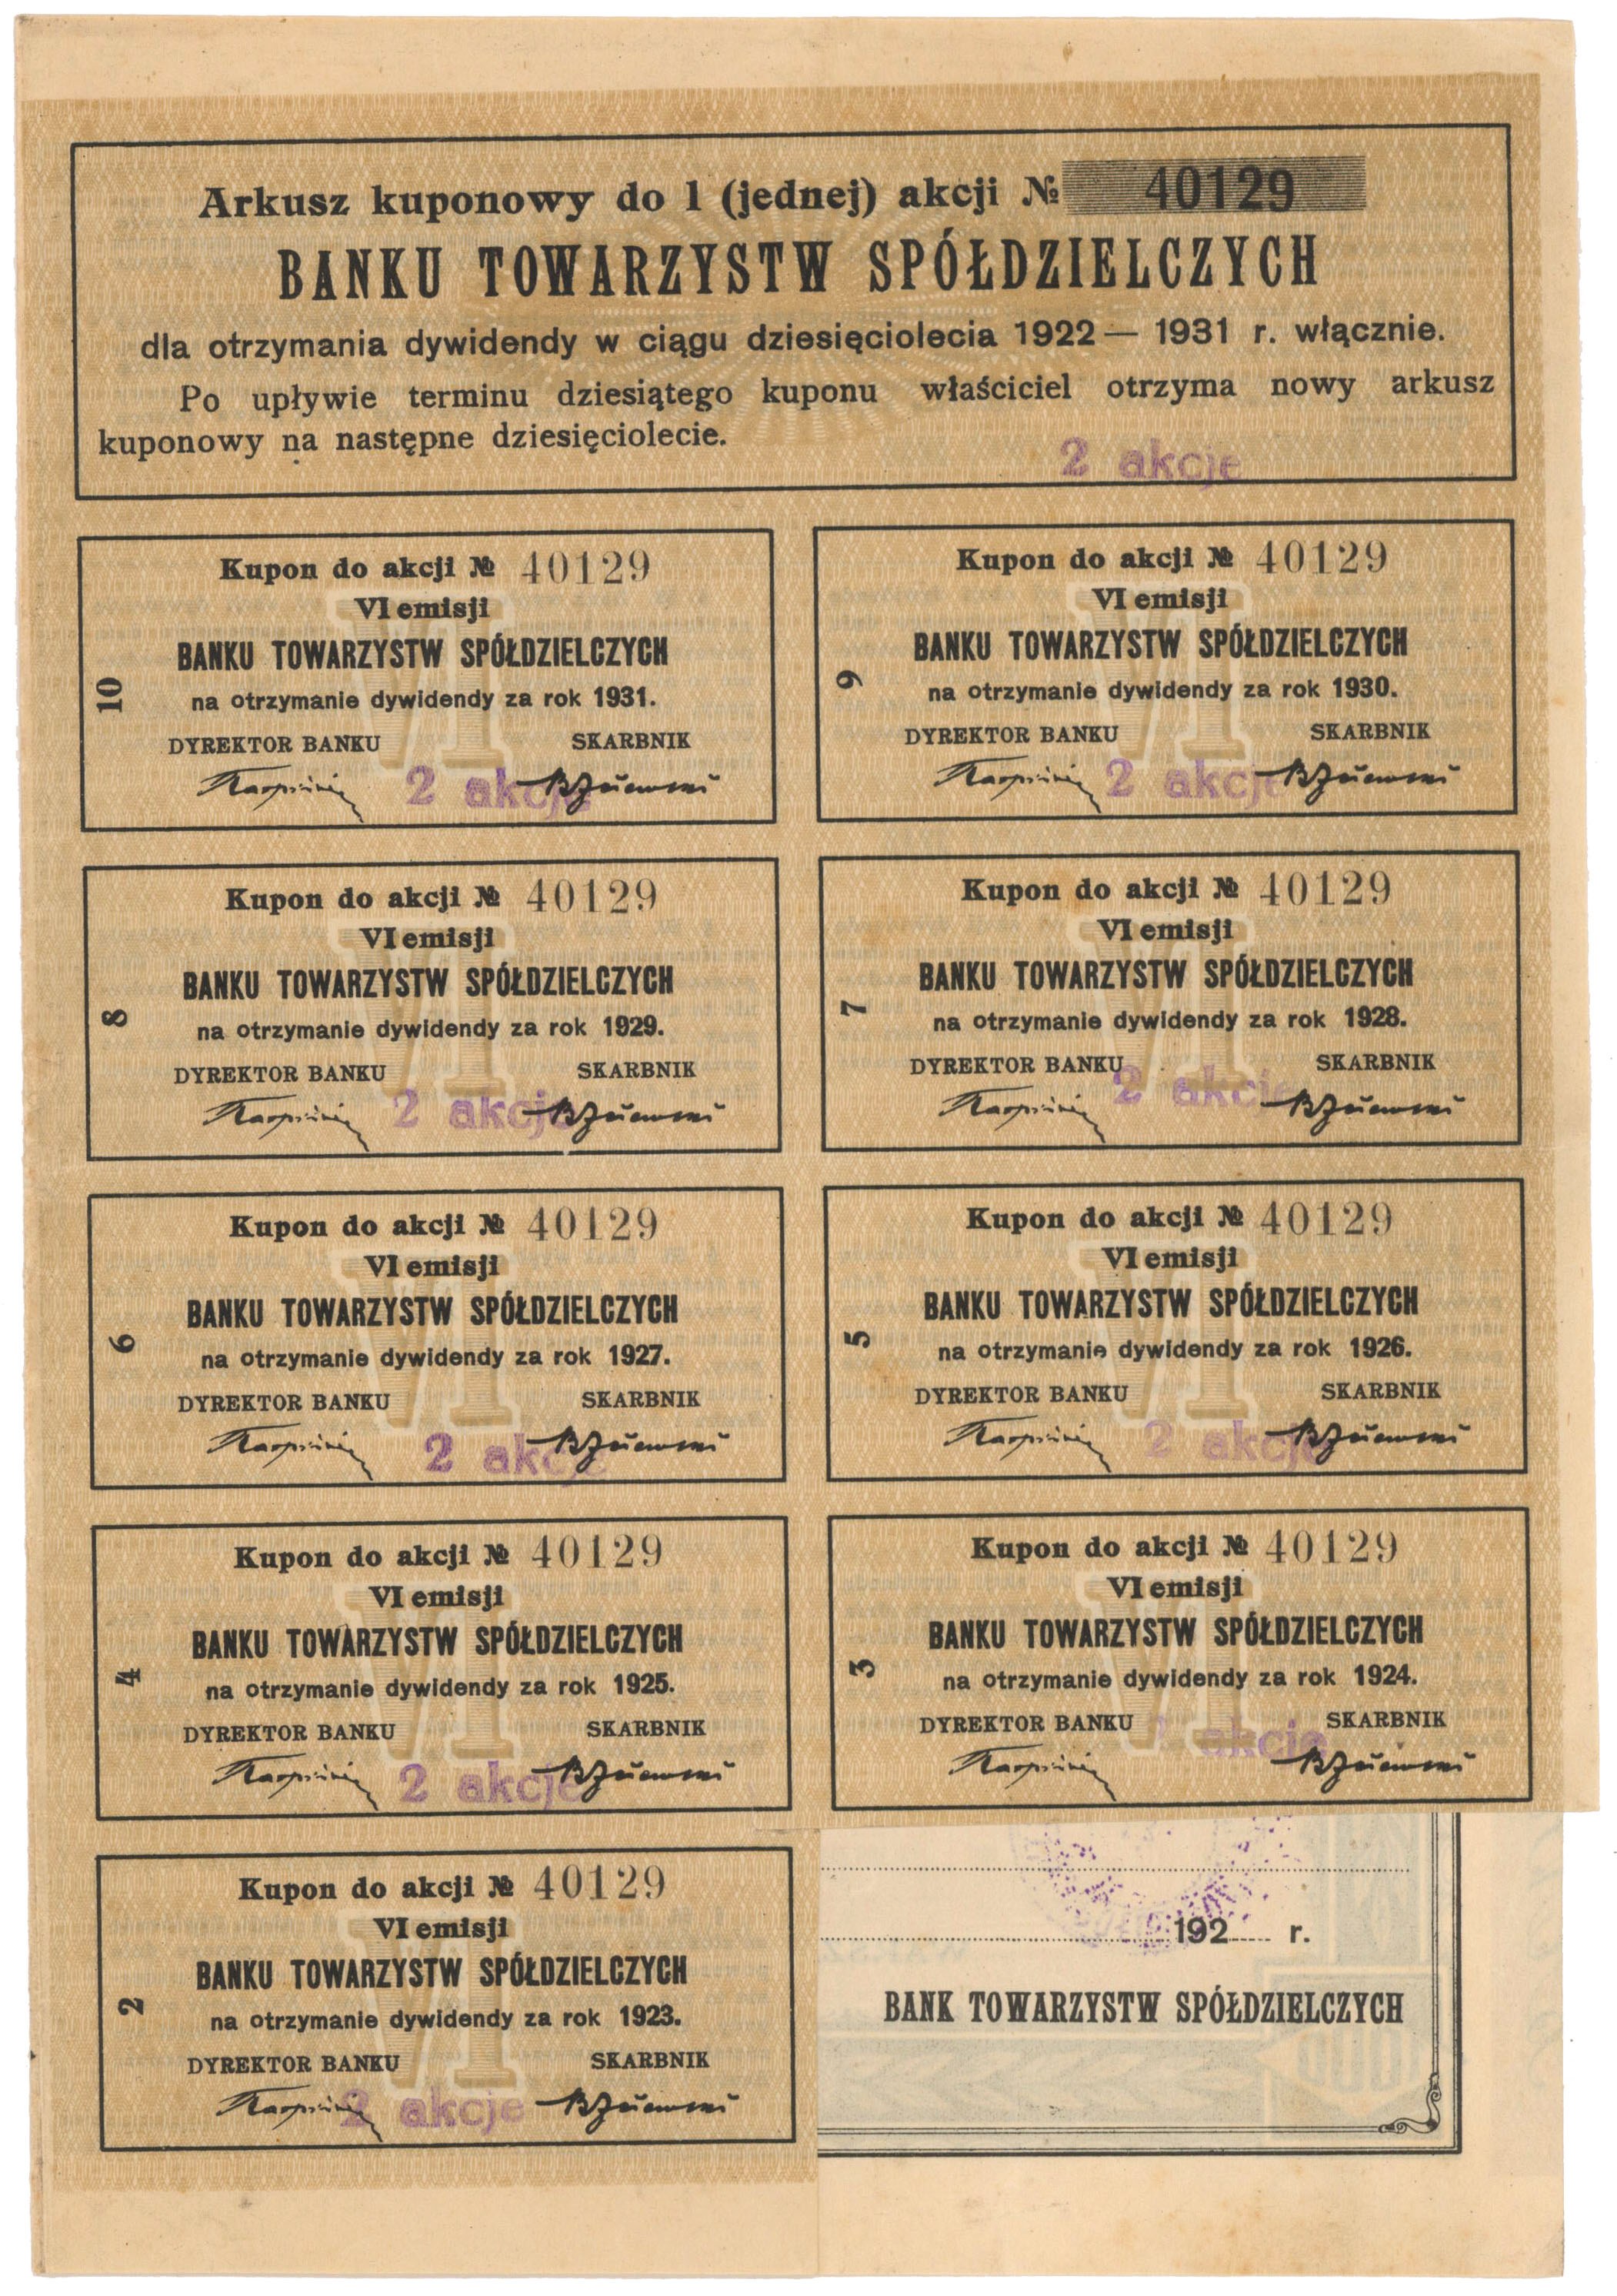 Arkusz kuponowy do 1 (jednej) akcji № 40129
BANKU TOWARZYSTW SPÓŁDZIELCZYCH
dla otrzymania dywidendy w ciągu dziesięciolecia 1922 — 1931 r. włącznie.
Po upływie terminu dziesiątego kuponu właściciel otrzyma nowy arkusz
kuponowy na następne dziesięciolecie.
2 akcje
Kupon do akcji № 40129
VI emisji
BANKU TOWARZYSTW SPÓŁDZIELCZYCH
10
na otrzymanie dywidendy za rok 1931.
DYREKTOR BANKU SKARBNIK
2 akcje
Kupon do akcji № 40129
VI emisji
BANKU TOWARZYSTW SPÓŁDZIELCZYCH
9
na otrzymanie dywidendy za rok 1930.
DYREKTOR BANKU SKARBNIK
2 akcje
Kupon do akcji № 40129
VI emisji
BANKU TOWARZYSTW SPÓŁDZIELCZYCH
8
na otrzymanie dywidendy za rok 1929.
DYREKTOR BANKU SKARBNIK
2 akcje
Kupon do akcji № 40129
VI emisji
BANKU TOWARZYSTW SPÓŁDZIELCZYCH
7
na otrzymanie dywidendy za rok 1928.
DYREKTOR BANKU SKARBNIK
2 akcje
Kupon do akcji № 40129
VI emisji
BANKU TOWARZYSTW SPÓŁDZIELCZYCH
6
na otrzymanie dywidendy za rok 1927.
DYREKTOR BANKU SKARBNIK
2 akcje
Kupon do akcji № 40129
VI emisji
BANKU TOWARZYSTW SPÓŁDZIELCZYCH
5
na otrzymanie dywidendy za rok 1926.
DYREKTOR BANKU SKARBNIK
2 akcje
Kupon do akcji № 40129
VI emisji
BANKU TOWARZYSTW SPÓŁDZIELCZYCH
4
na otrzymanie dywidendy za rok 1925.
DYREKTOR BANKU SKARBNIK
2 akcje
Kupon do akcji № 40129
VI emisji
BANKU TOWARZYSTW SPÓŁDZIELCZYCH
3
na otrzymanie dywidendy za rok 1924.
DYREKTOR BANKU SKARBNIK
akcje
Kupon do akcji № 40129
VI emisji
BANKU TOWARZYSTW SPÓŁDZIELCZYCH
2
na otrzymanie dywidendy za rok 1923.
DYREKTOR BANKU SKARBNIK
2 akcje
192 r.
BANK TOWARZYSTW SPÓŁDZIELCZYCH